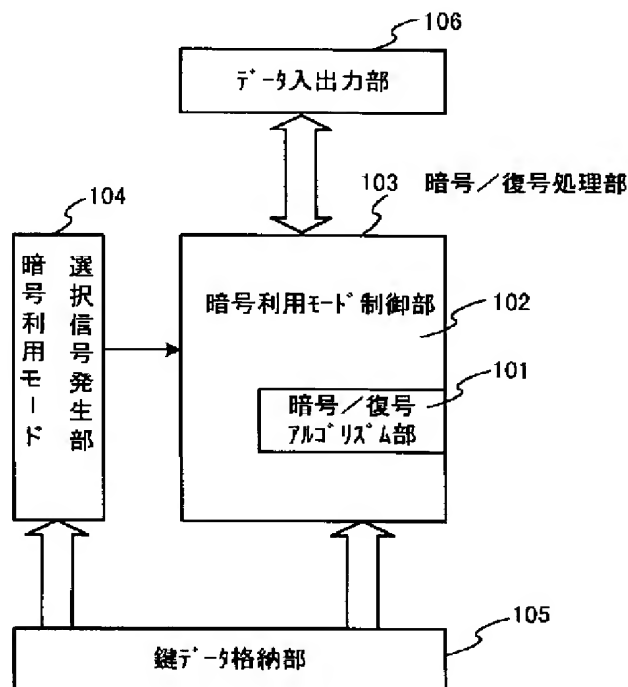 106
ﾃﾞｰﾀ入出力部
103 暗号／復号処理部
104
暗号利用モード
選択信号発生部
暗号利用ﾓｰﾄﾞ制御部
102
101
暗号／復号
ｱﾙｺﾞﾘｽﾞﾑ部
105
鍵ﾃﾞｰﾀ格納部